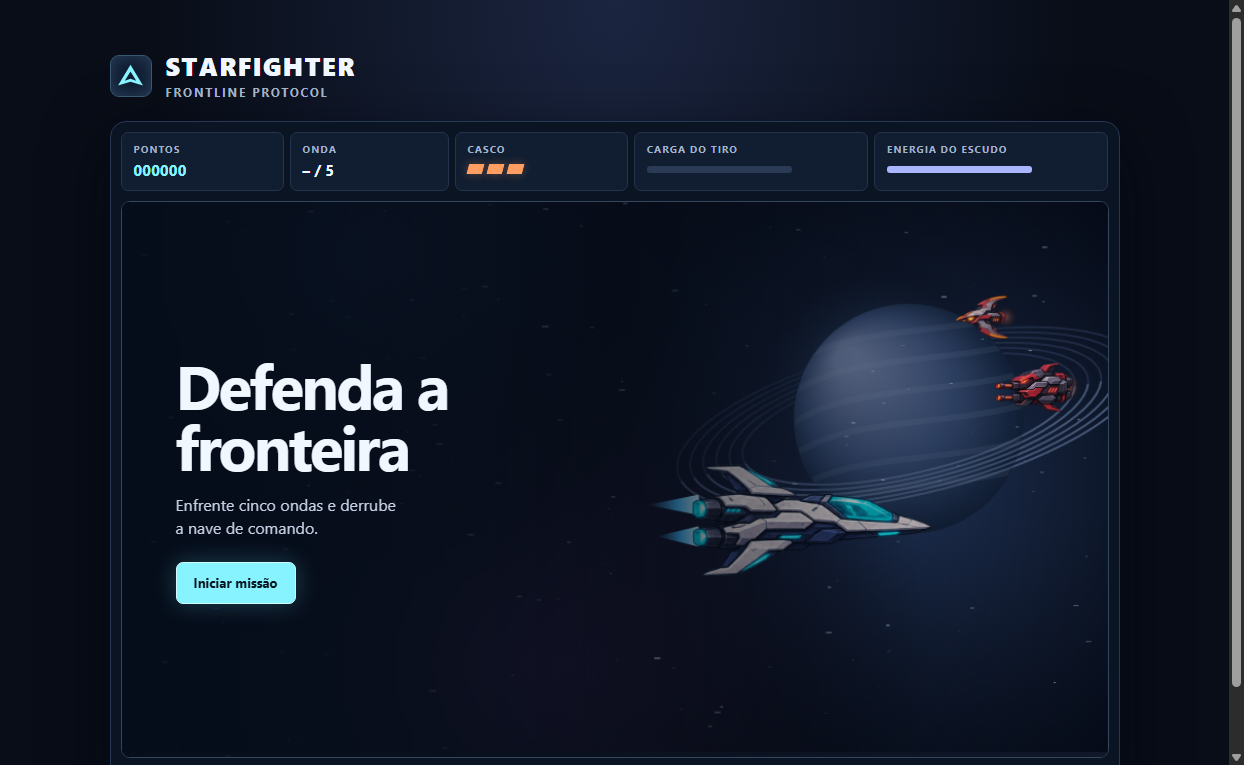 STARFIGHTER
FRONTLINE PROTOCOL
PONTOS
000000
ONDA
– / 5
CASCO
CARGA DO TIRO
ENERGIA DO ESCUDO
Defenda a
fronteira
Enfrente cinco ondas e derrube
a nave de comando.
Iniciar missão